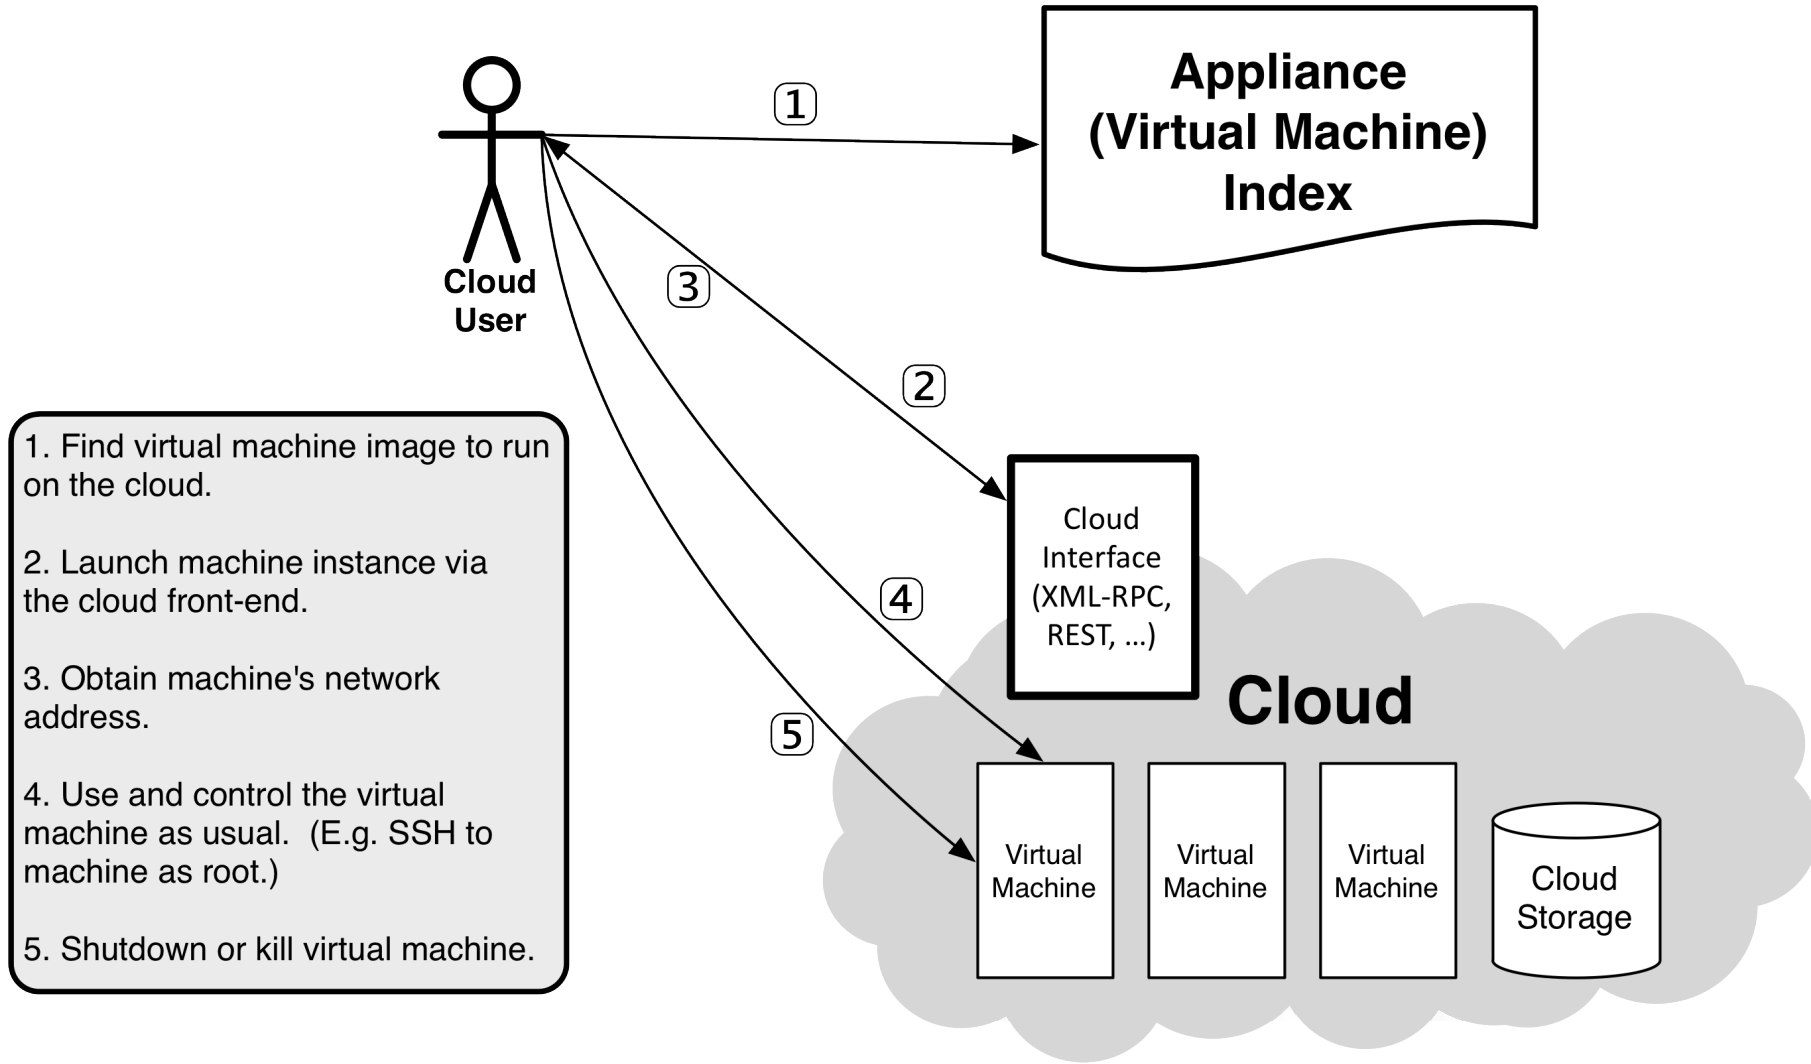 Appliance
(Virtual Machine)
Index
1
Cloud
User
3
2
1. Find virtual machine image to run
on the cloud.
2. Launch machine instance via
the cloud front-end.
3. Obtain machine's network
address.
4. Use and control the virtual
machine as usual.  (E.g. SSH to
machine as root.)
5. Shutdown or kill virtual machine.
Cloud
Interface
(XML-RPC,
REST, ...)
4
5
Cloud
Virtual
Machine
Virtual
Machine
Virtual
Machine
Cloud
Storage